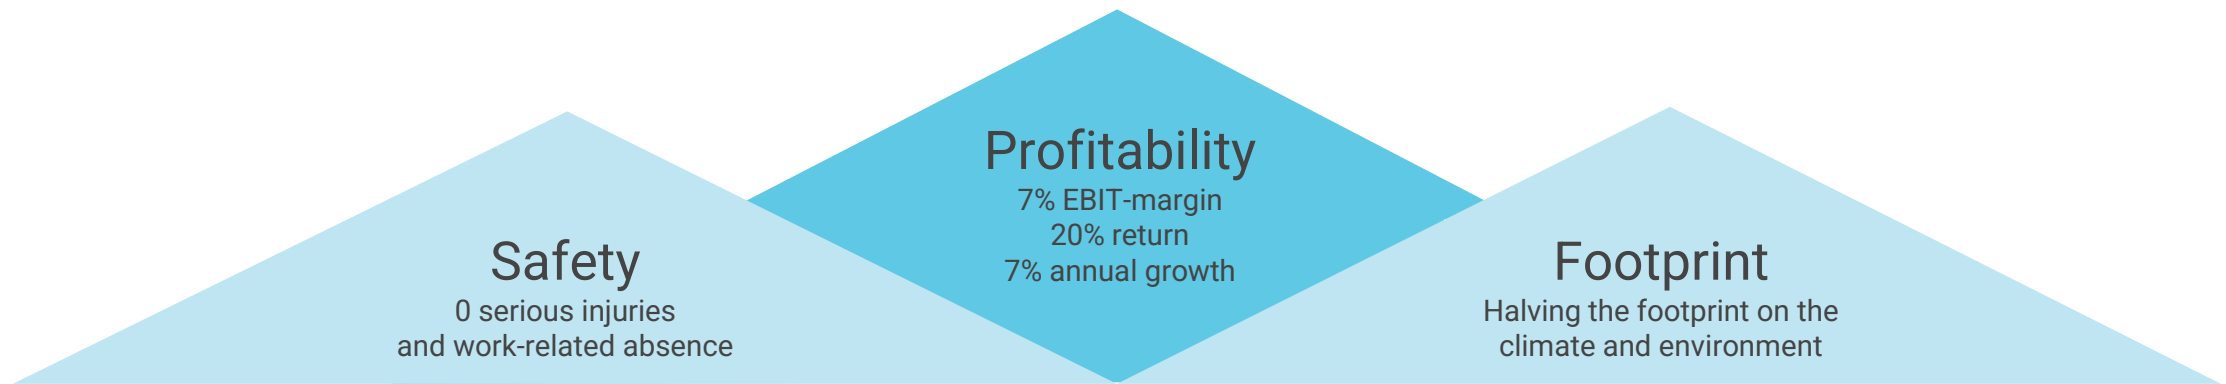 Safety
0 serious injuries
and work-related absence
Profitability
7% EBIT-margin
20% return
7% annual growth
Footprint
Halving the footprint on the
climate and environment